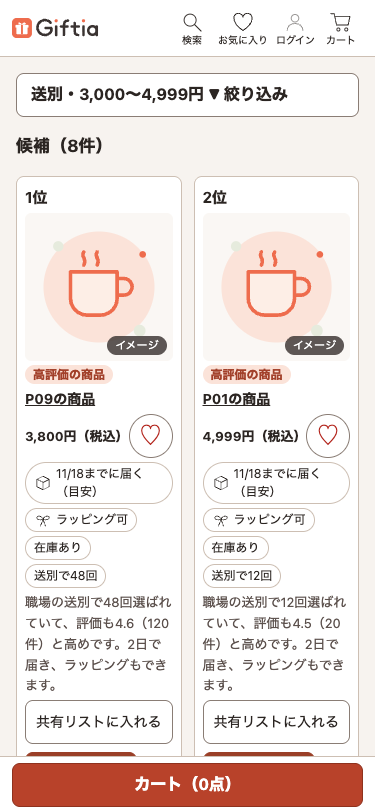 Giftia
検索
お気に入り
ログイン
カート
送別・3,000〜4,999円 ▼ 絞り込み
候補（8件）
1位
イメージ
高評価の商品
P09の商品
3,800円（税込）
11/18までに届く
（目安）
ラッピング可
在庫あり
送別で48回
職場の送別で48回選ばれ
ていて、評価も4.6（120
件）と高めです。2日で
届き、ラッピングもでき
ます。
共有リストに入れる
2位
イメージ
高評価の商品
P01の商品
4,999円（税込）
11/18までに届く
（目安）
ラッピング可
在庫あり
送別で12回
職場の送別で12回選ばれ
ていて、評価も4.5（20
件）と高めです。2日で
届き、ラッピングもでき
ます。
共有リストに入れる
カート（0点）